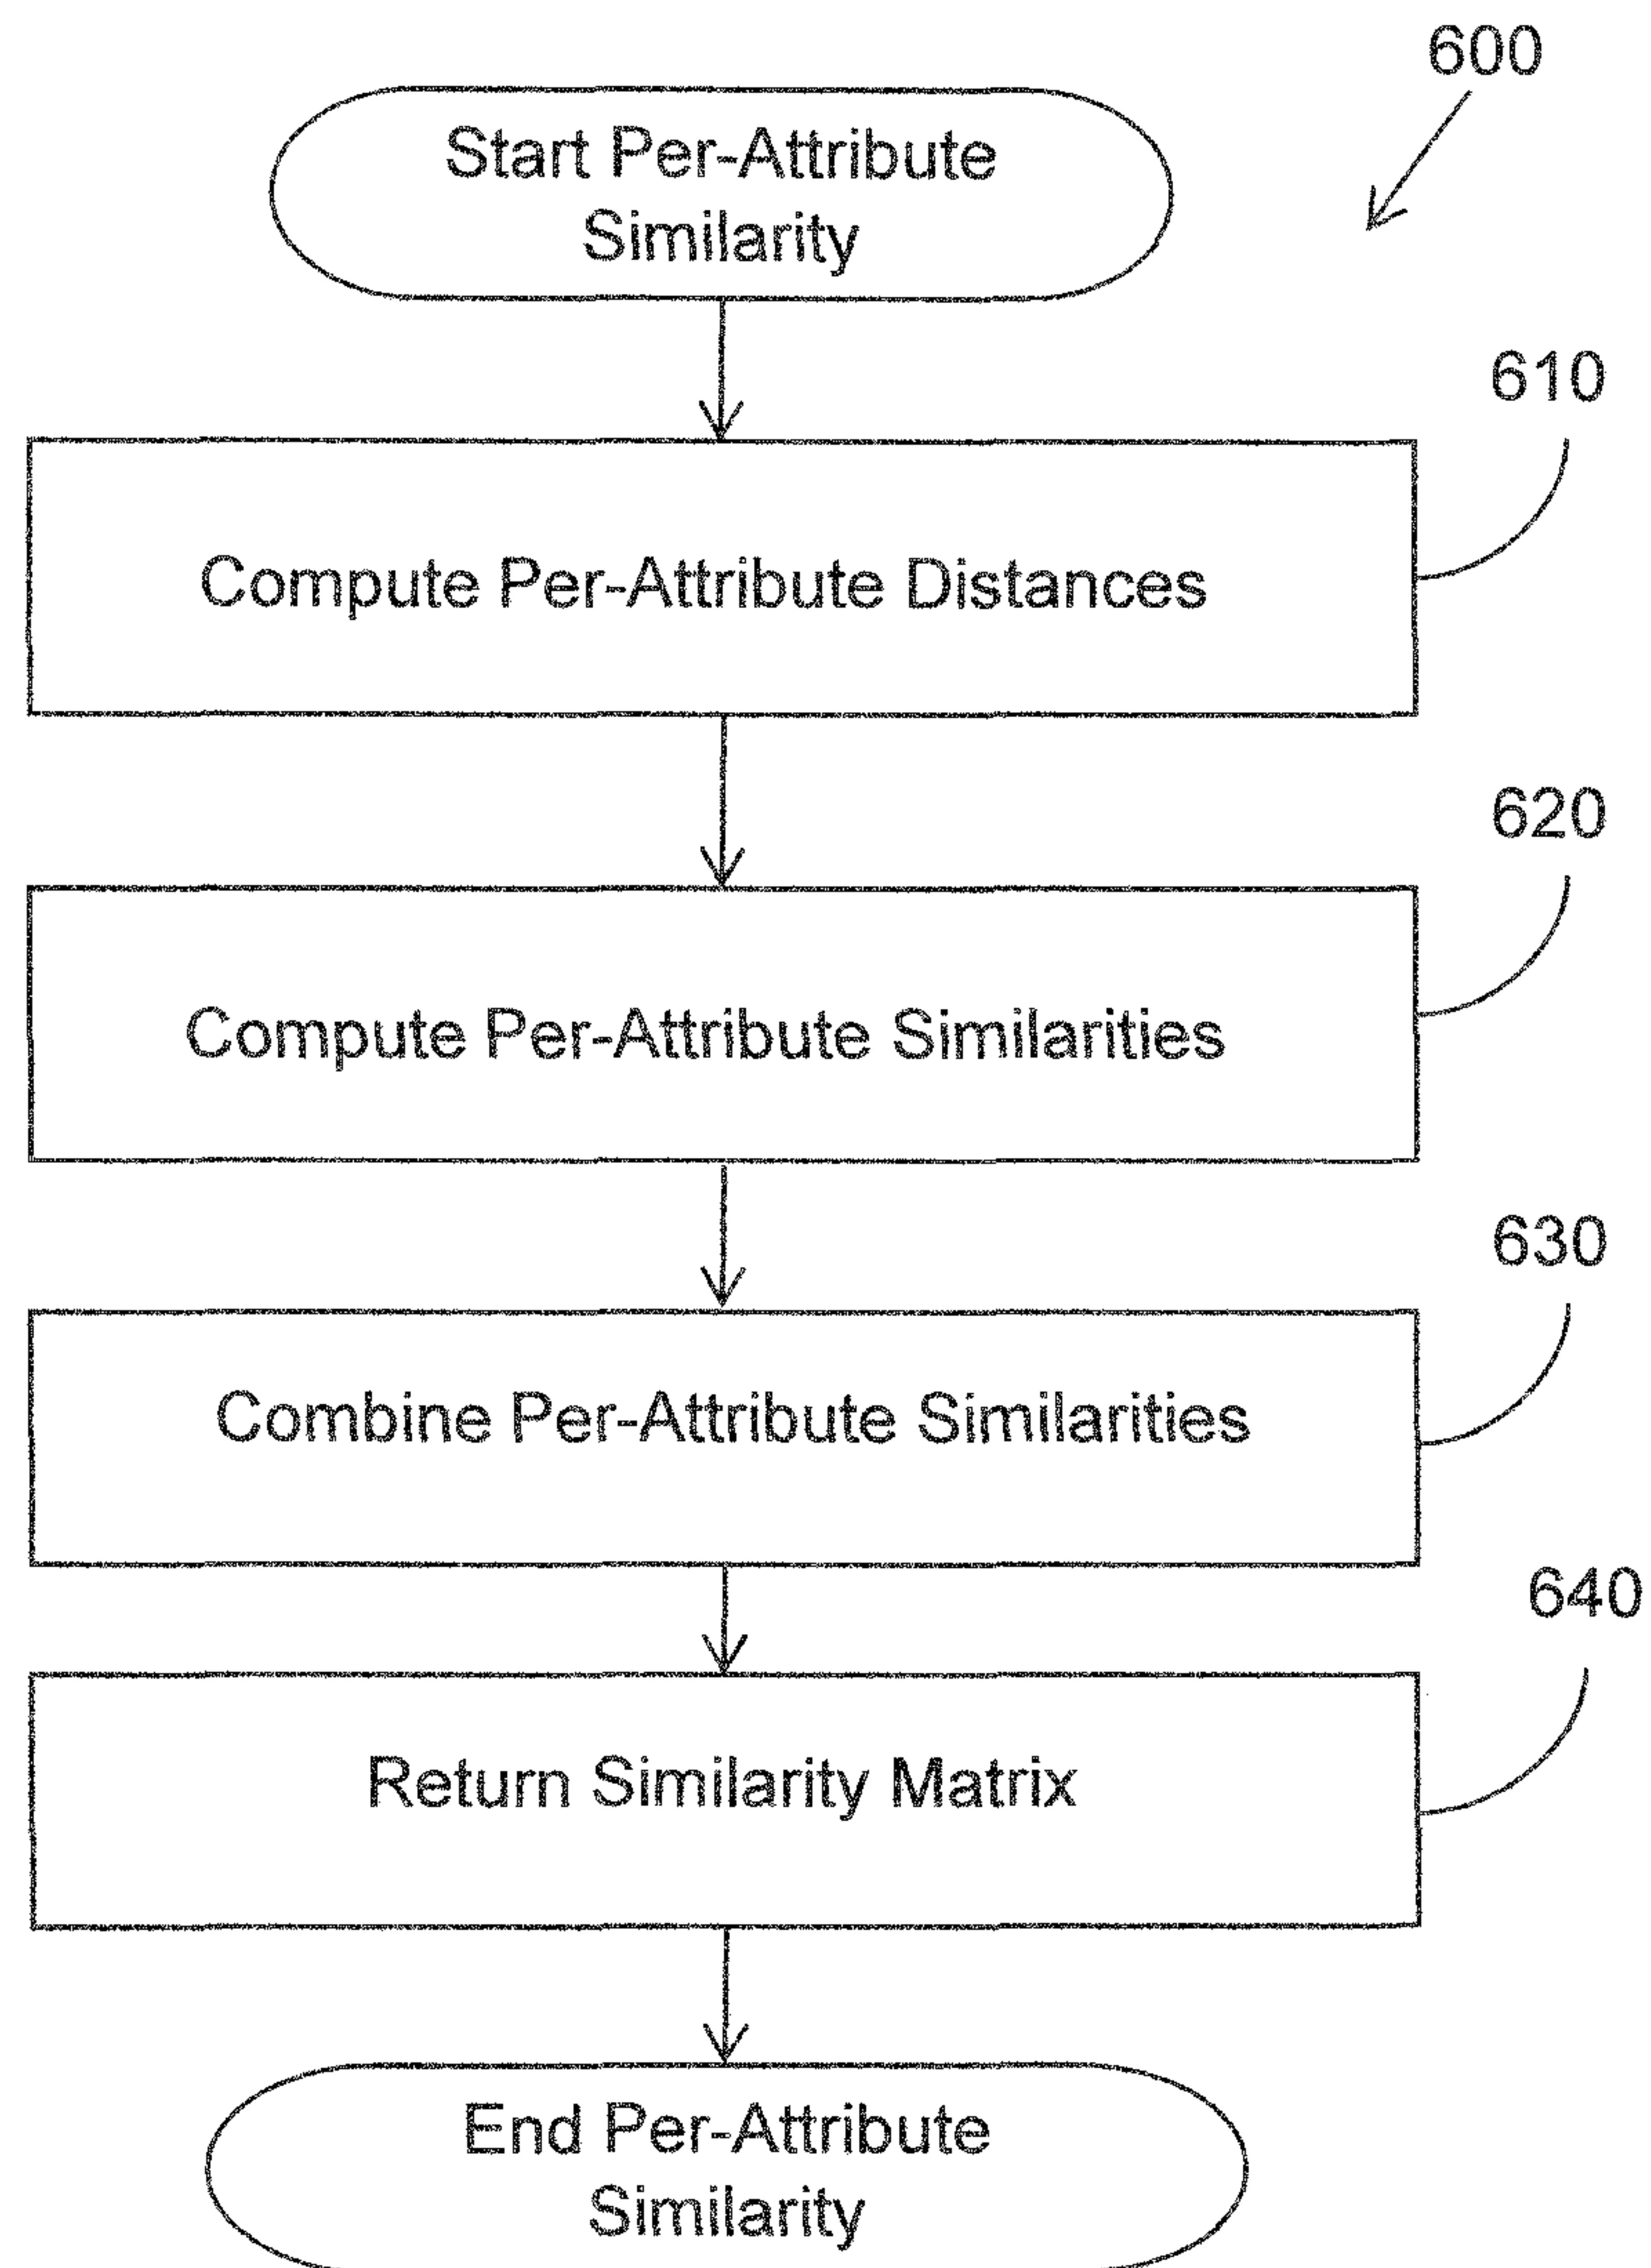 600
Start Per-Attribute
Similarity
610
Compute Per-Attribute Distances
620
Compute Per-Attribute Similarities
630
Combine Per-Attribute Similarities
640
Return Similarity Matrix
End Per-Attribute
Similarity